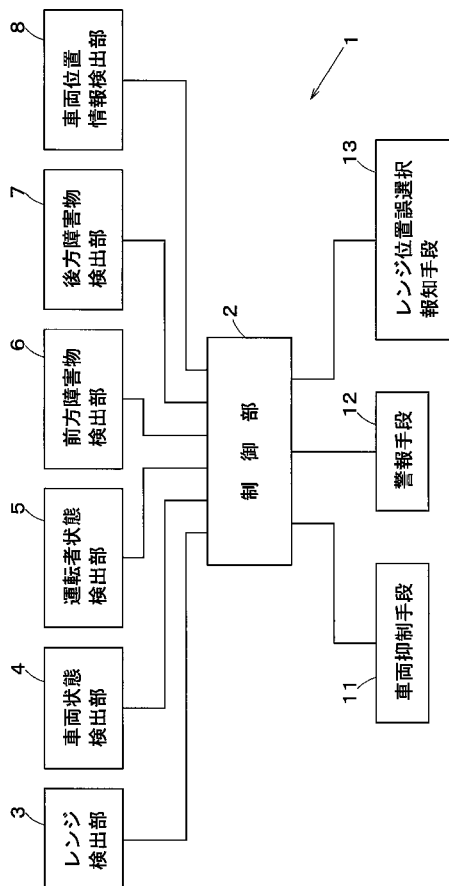 3
レンジ
検出部
4
車両状態
検出部
5
運転者状態
検出部
6
前方障害物
検出部
7
後方障害物
検出部
8
車両位置
情報検出部
2
制御部
1
11
車両抑制手段
12
警報手段
13
レンジ位置誤選択
報知手段